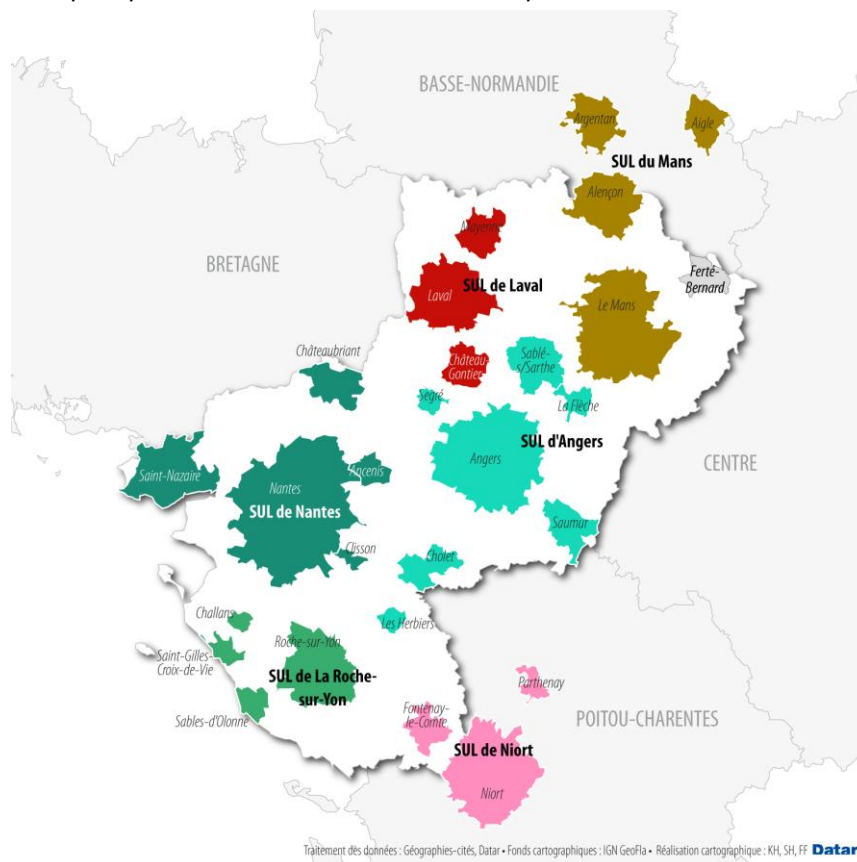 BASSE-NORMANDIE
Argentan
Aigle
SUL du Mans
Alençon
Mayenne
BRETAGNE
Ferté-
Bernard
Laval
SUL de Laval
Le Mans
Châteaubriant
Château-
Gontier
Sablé-
s/Sarthe
Segré
La Flèche
SUL d'Angers
Angers
CENTRE
Saint-Nazaire
Ancenis
Nantes
SUL de Nantes
Saumur
Clisson
Cholet
Challans
Les Herbiers
Roche-sur-Yon
Saint-Gilles-
Croix-de-Vie
SUL de La Roche-
sur-Yon
Parthenay
Sables-d'Olonne
Fontenay-
le-Comte
POITOU-CHARENTES
SUL de Niort
Niort
Traitement des données : Géographies-cités, Datar • Fonds cartographiques : IGN GeoFla • Réalisation cartographique : KH, SH, FF Datar